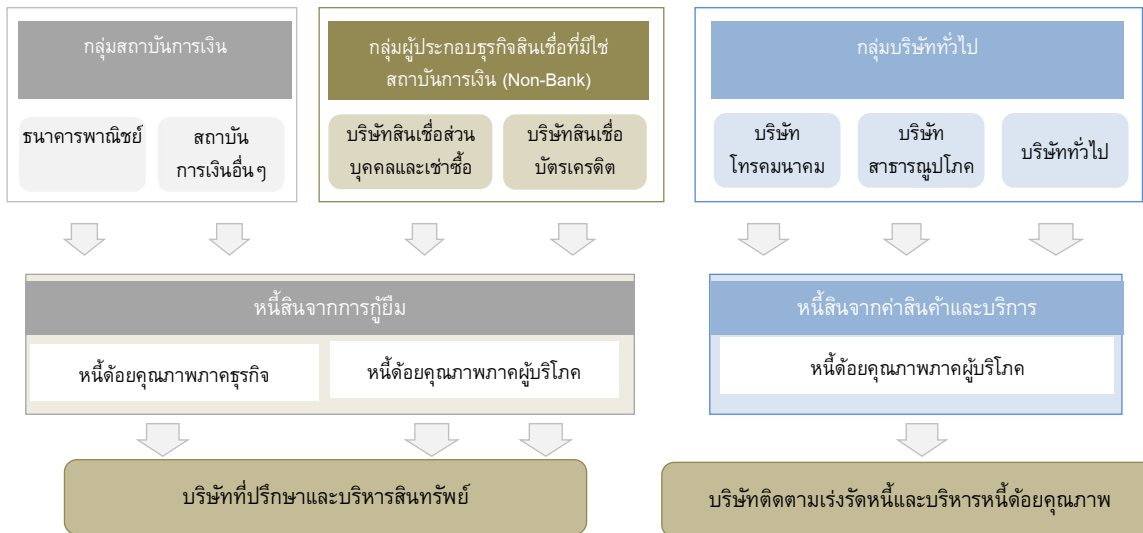 กลุ่มสถาบันการเงิน
กลุ่มผู้ประกอบธุรกิจสินเชื่อที่มิใช่
สถาบันการเงิน (Non-Bank)
กลุ่มบริษัททั่วไป
ธนาคารพาณิชย์
สถาบัน
การเงินอื่นๆ
บริษัทสินเชื่อส่วน
บุคคลและเช่าซื้อ
บริษัทสินเชื่อ
บัตรเครดิต
บริษัท
โทรคมนาคม
บริษัท
สาธารณูปโภค
บริษัททั่วไป
หนี้สินจากการกู้ยืม
หนี้สินจากค่าสินค้าและบริการ
หนี้ด้อยคุณภาพภาคธุรกิจ
หนี้ด้อยคุณภาพภาคผู้บริโภค
หนี้ด้อยคุณภาพภาคผู้บริโภค
บริษัทที่ปรึกษาและบริหารสินทรัพย์
บริษัทติดตามเร่งรัดหนี้และบริหารหนี้ด้อยคุณภาพ